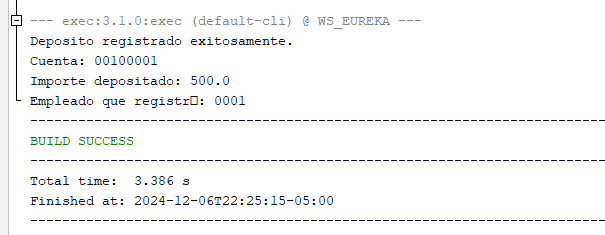 --- exec:3.1.0:exec (default-cli) @ WS_EUREKA ---
Deposito registrado exitosamente.
Cuenta: 00100001
Importe depositado: 500.0
Empleado que registr▯: 0001
------------------------------------------------------------------------
BUILD SUCCESS
------------------------------------------------------------------------
Total time:  3.386 s
Finished at: 2024-12-06T22:25:15-05:00
------------------------------------------------------------------------